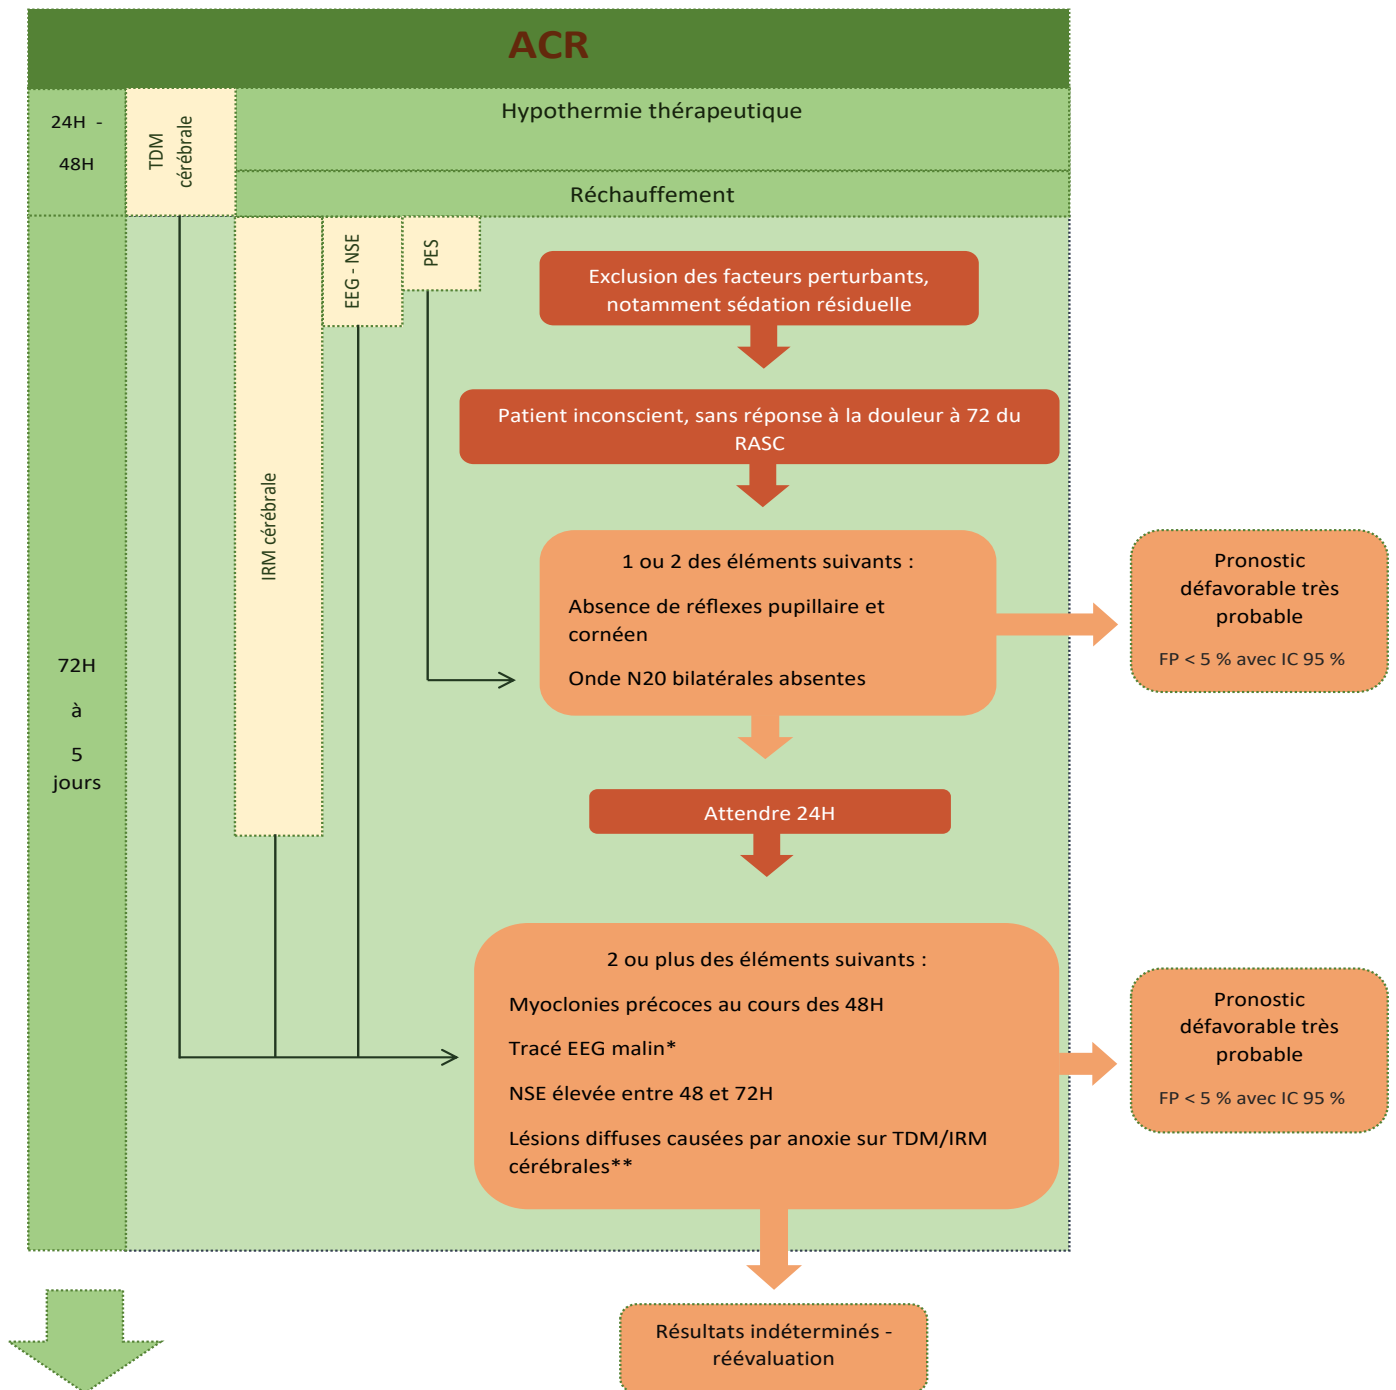 ACR
24H -
48H
TDM
cérébrale
Hypothermie thérapeutique
Réchauffement
72H
à
5
jours
IRM cérébrale
EEG - NSE
PES
Exclusion des facteurs perturbants,
notamment sédation résiduelle
Patient inconscient, sans réponse à la douleur à 72 du
RASC
1 ou 2 des éléments suivants :
Absence de réflexes pupillaire et
cornéen
Onde N20 bilatérales absentes
Pronostic
défavorable très
probable
FP < 5 % avec IC 95 %
Attendre 24H
2 ou plus des éléments suivants :
Myoclonies précoces au cours des 48H
Tracé EEG malin*
NSE élevée entre 48 et 72H
Lésions diffuses causées par anoxie sur TDM/IRM
cérébrales**
Pronostic
défavorable très
probable
FP < 5 % avec IC 95 %
Résultats indéterminés -
réévaluation